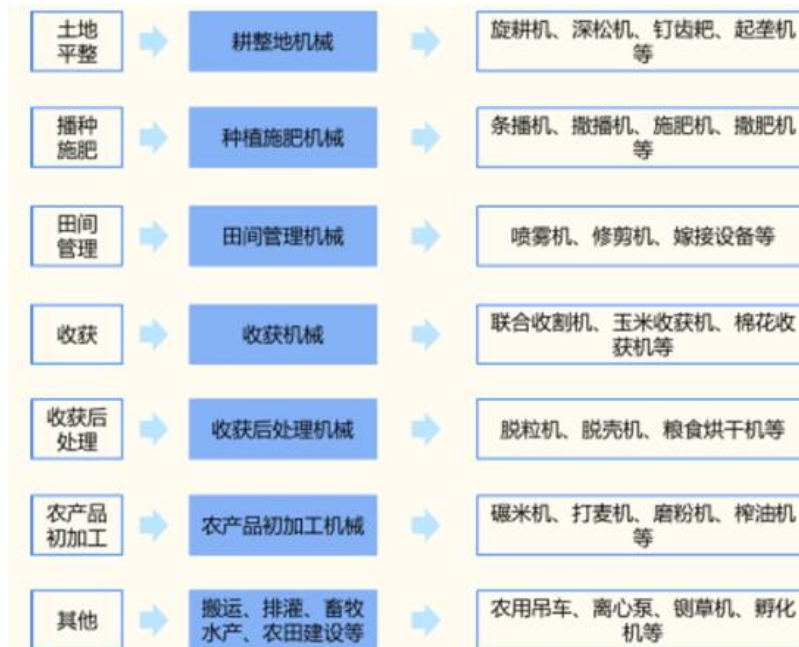 土地
平整
耕整地机械
旋耕机、深松机、钉齿耙、起垄机
等
播种
施肥
种植施肥机械
条播机、撒播机、施肥机、撒肥机
等
田间
管理
田间管理机械
喷雾机、修剪机、嫁接设备等
收获
收获机械
联合收割机、玉米收获机、棉花收
获机等
收获后
处理
收获后处理机械
脱粒机、脱壳机、粮食烘干机等
农产品
初加工
农产品初加工机械
碾米机、打麦机、磨粉机、榨油机
等
其他
搬运、排灌、畜牧
水产、农田建设等
农用吊车、离心泵、铡草机、孵化
机等